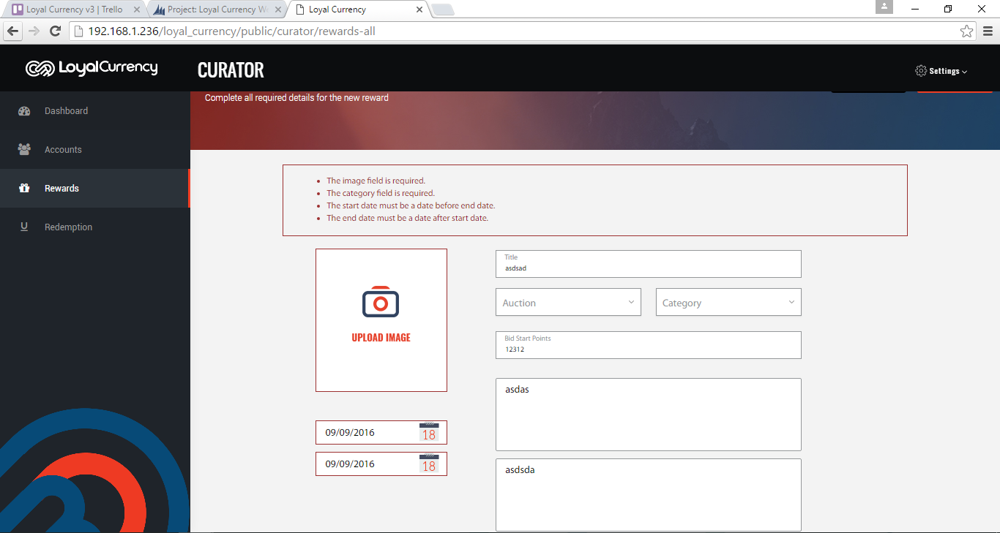 Loyal Currency v3 | Trello
Project: Loyal Currency We
Loyal Currency
192.168.1.236/loyal_currency/public/curator/rewards-all
LoyalCurrency
CURATOR
Settings
Complete all required details for the new reward
Dashboard
Accounts
Rewards
Redemption
The image field is required.
The category field is required.
The start date must be a date before end date.
The end date must be a date after start date.
UPLOAD IMAGE
09/09/2016
18
09/09/2016
18
Title
asdsad
Auction
Category
Bid Start Points
12312
asdas
asdsda